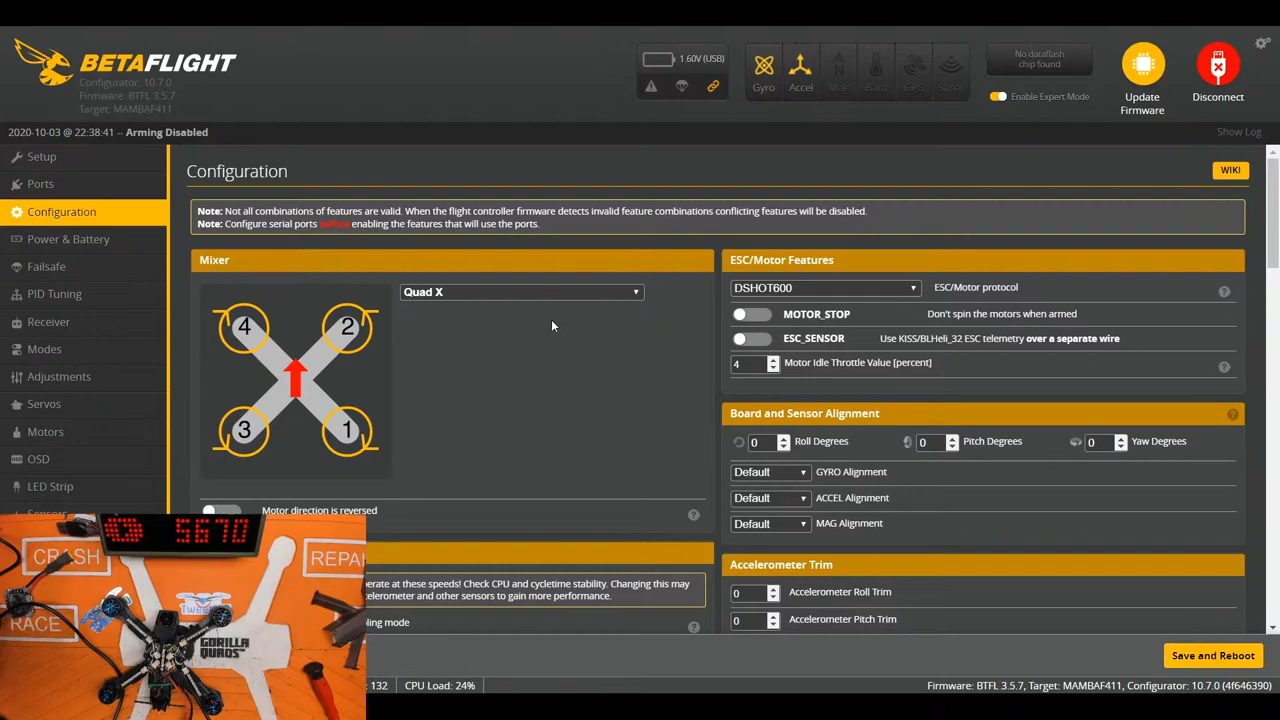 BETAFLIGHT
Configurator: 10.7.0
Firmware: BTFL 3.5.7
Target: MAMBAF411
1.60V (USB)
Gyro
Accel
Mag
Baro
GPS
Sonar
No dataflash
chip found
Enable Expert Mode
Update
Firmware
Disconnect
2020-10-03 @ 22:38:41 -- Arming Disabled
Show Log
Setup
Ports
Configuration
Power & Battery
Failsafe
PID Tuning
Receiver
Modes
Adjustments
Servos
Motors
OSD
LED Strip
Sensors
Configuration
WIKI
Note: Not all combinations of features are valid. When the flight controller firmware detects invalid feature combinations conflicting features will be disabled.
Note: Configure serial ports before enabling the features that will use the ports.
Mixer
Quad X
4
2
3
1
Motor direction is reversed
perate at these speeds! Check CPU and cycletime stability. Changing this may
celerometer and other sensors to gain more performance.
pling mode
ESC/Motor Features
DSHOT600
ESC/Motor protocol
MOTOR_STOP
Don't spin the motors when armed
ESC_SENSOR
Use KISS/BLHeli_32 ESC telemetry over a separate wire
4
Motor Idle Throttle Value [percent]
Board and Sensor Alignment
0 Roll Degrees
0 Pitch Degrees
0 Yaw Degrees
Default
GYRO Alignment
Default
ACCEL Alignment
Default
MAG Alignment
Accelerometer Trim
0
Accelerometer Roll Trim
0
Accelerometer Pitch Trim
Save and Reboot
5670
CRASH
REPAI
RACE
GORILLA
QUADS
: 132
CPU Load: 24%
Firmware: BTFL 3.5.7, Target: MAMBAF411, Configurator: 10.7.0 (4f646390)